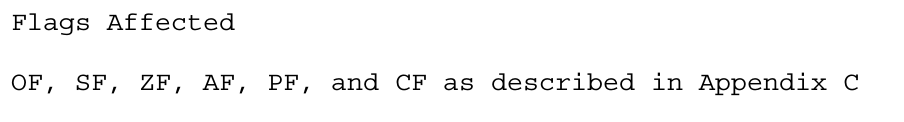 Flags Affected
OF, SF, ZF, AF, PF, and CF as described in Appendix C